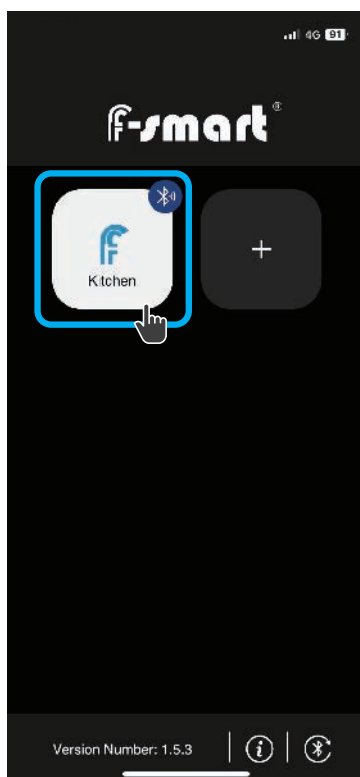 4G 91
f-smart®
Kitchen
+
Version Number: 1.5.3
i